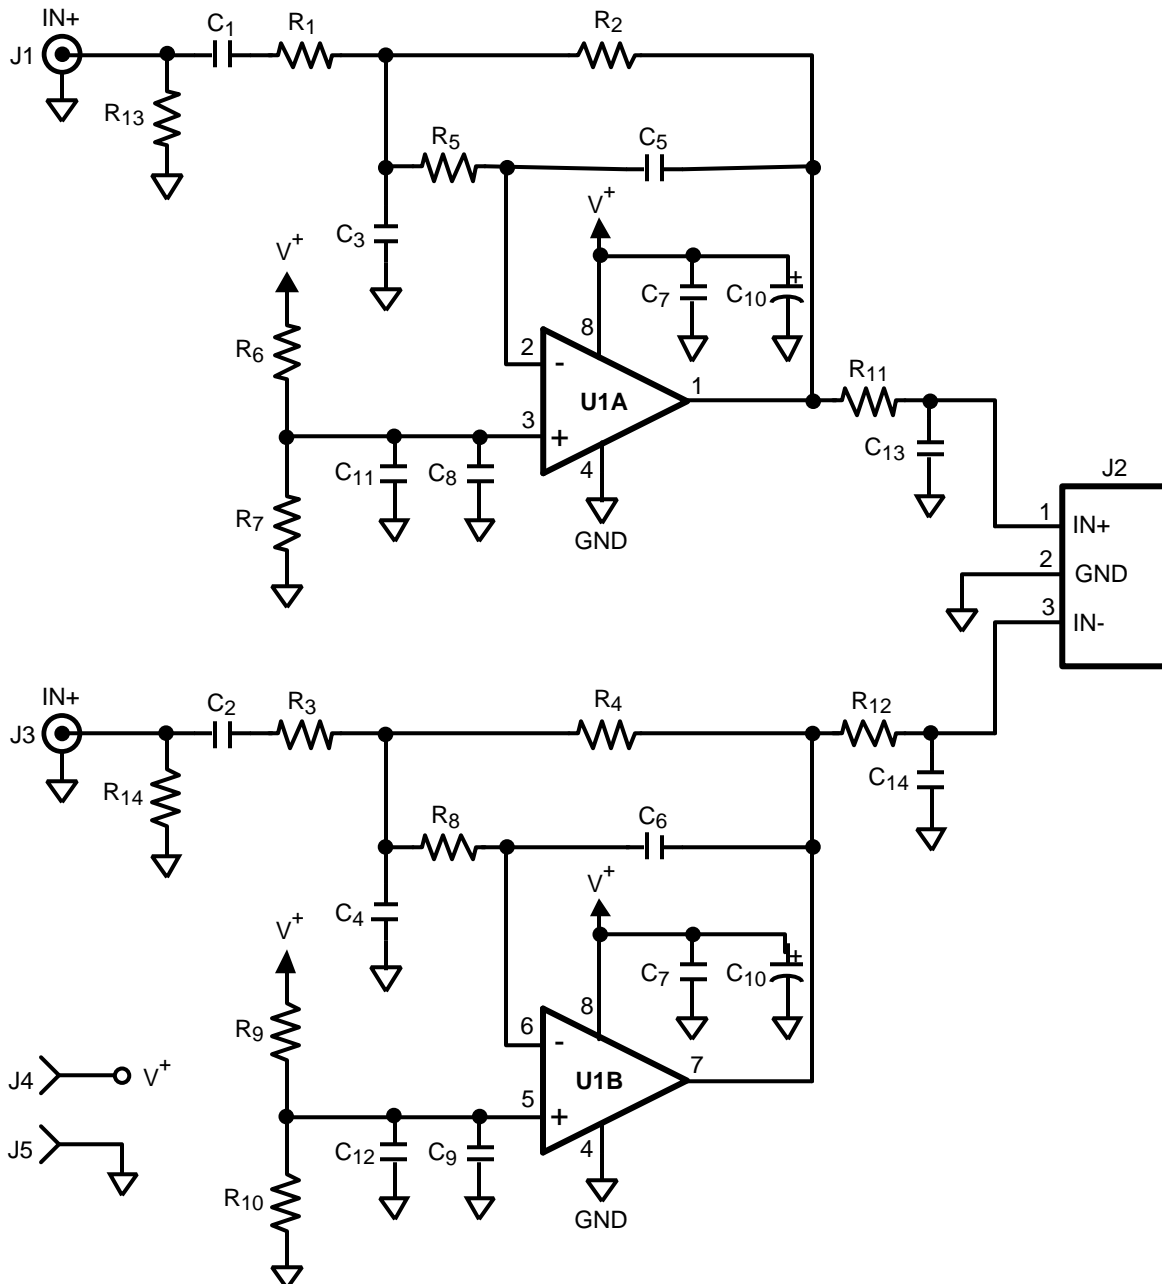 IN+
J1
C1
R1
R2
R13
R5
C5
V+
C3
V+
C7
+
C10
8
R6
2
-
U1A
1
R11
3
+
C11
C8
4
C13
R7
GND
J2
1
IN+
2
GND
3
IN-
IN+
J3
C2
R3
R4
R12
R14
C14
R8
C6
V+
C4
V+
C7
+
C10
8
R9
6
-
U1B
7
J4
V+
5
+
J5
C12
C9
4
R10
GND